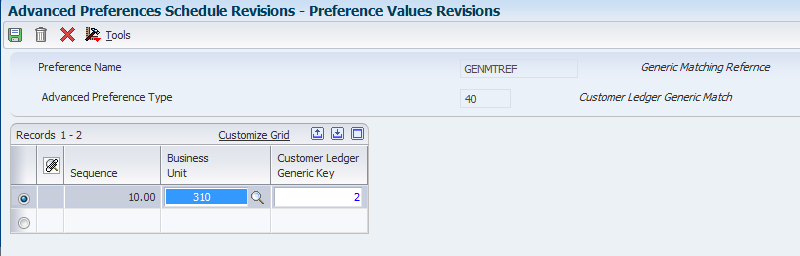 Advanced Preferences Schedule Revisions - Preference Values Revisions
Tools
Preference Name GENMTREF Generic Matching Refernce
Advanced Preference Type 40 Customer Ledger Generic Match
Records 1 - 2 Customize Grid
Sequence Business Unit Customer Ledger Generic Key
10.00 310 2